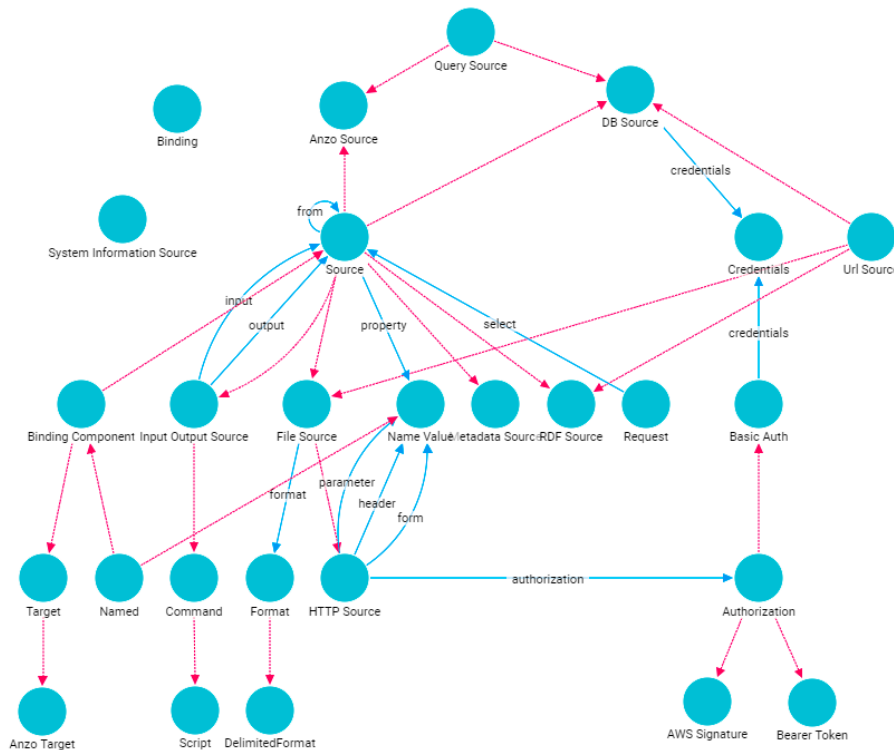 Query Source
DB Source
Binding
Anzo Source
credentials
from
System Information Source
Source
Credentials
Url Source
input
output
property
select
credentials
Binding Component
Input Output Source
File Source
Name Value
Metadata Source
RDF Source
Request
Basic Auth
parameter
format
header
form
authorization
Target
Named
Command
Format
HTTP Source
Authorization
AWS Signature
Bearer Token
Anzo Target
Script
DelimitedFormat